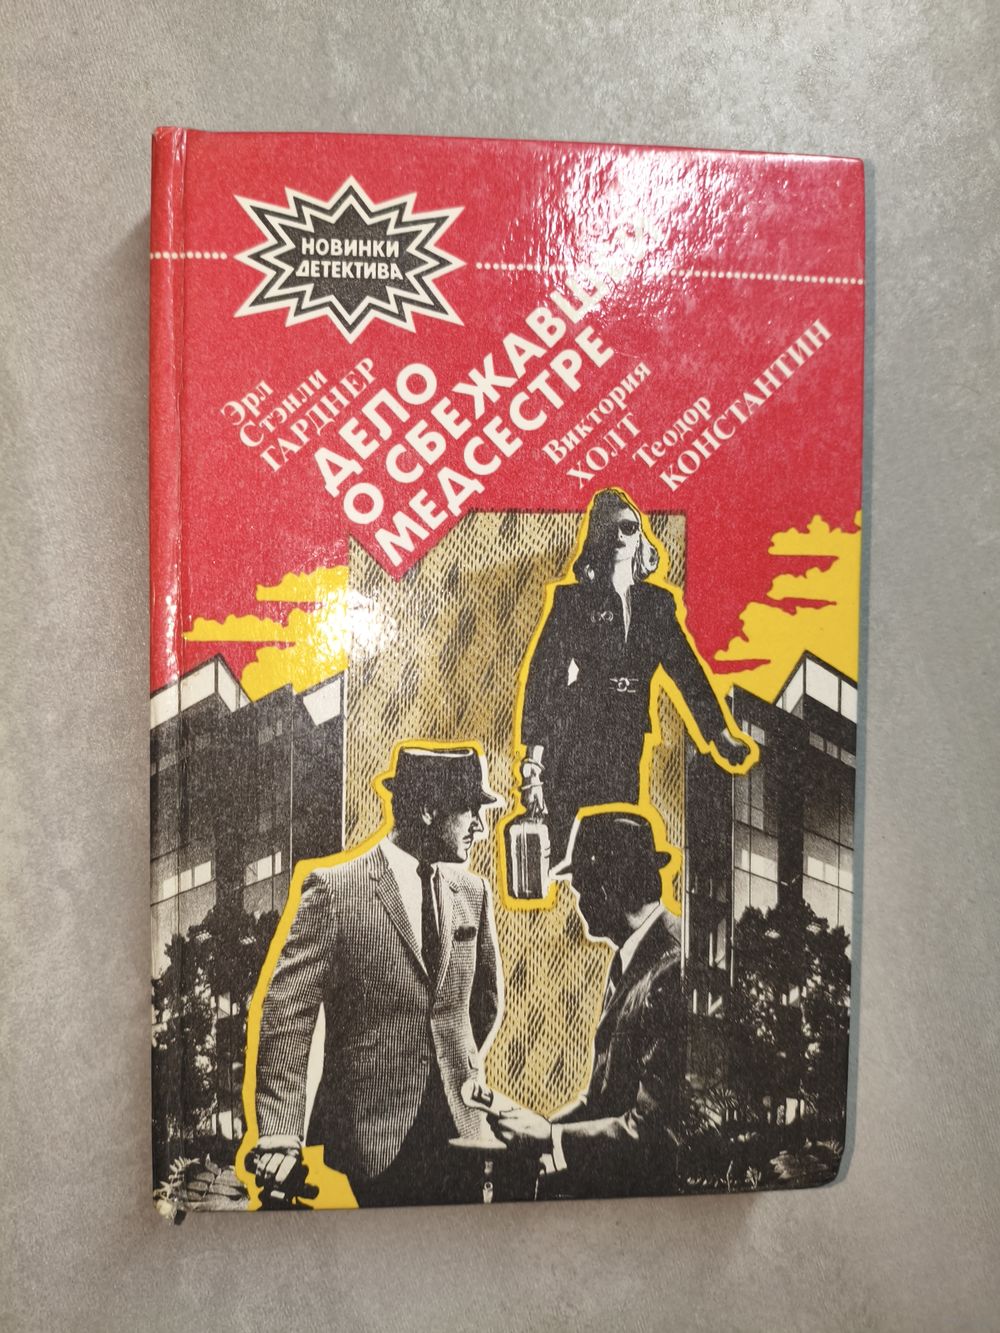 НОВИНКИ
ДЕТЕКТИВА
Эрл
Стэнли
ГАРДНЕР
ДЕЛО
О СБЕЖАВШЕЙ
МЕДСЕСТРЕ
Виктория
ХОЛТ
Теодор
КОНСТАНТИН